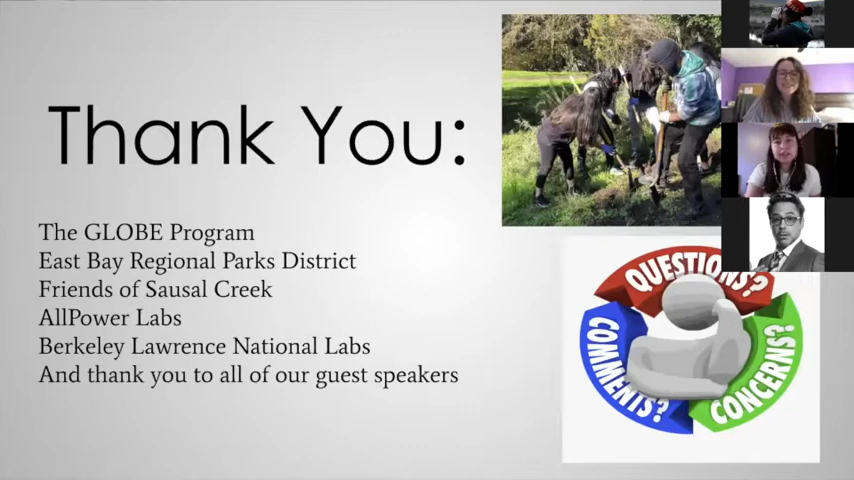 Thank You:
The GLOBE Program
East Bay Regional Parks District
Friends of Sausal Creek
AllPower Labs
Berkeley Lawrence National Labs
And thank you to all of our guest speakers
QUESTIONS?
COMMENTS?
CONCERNS?